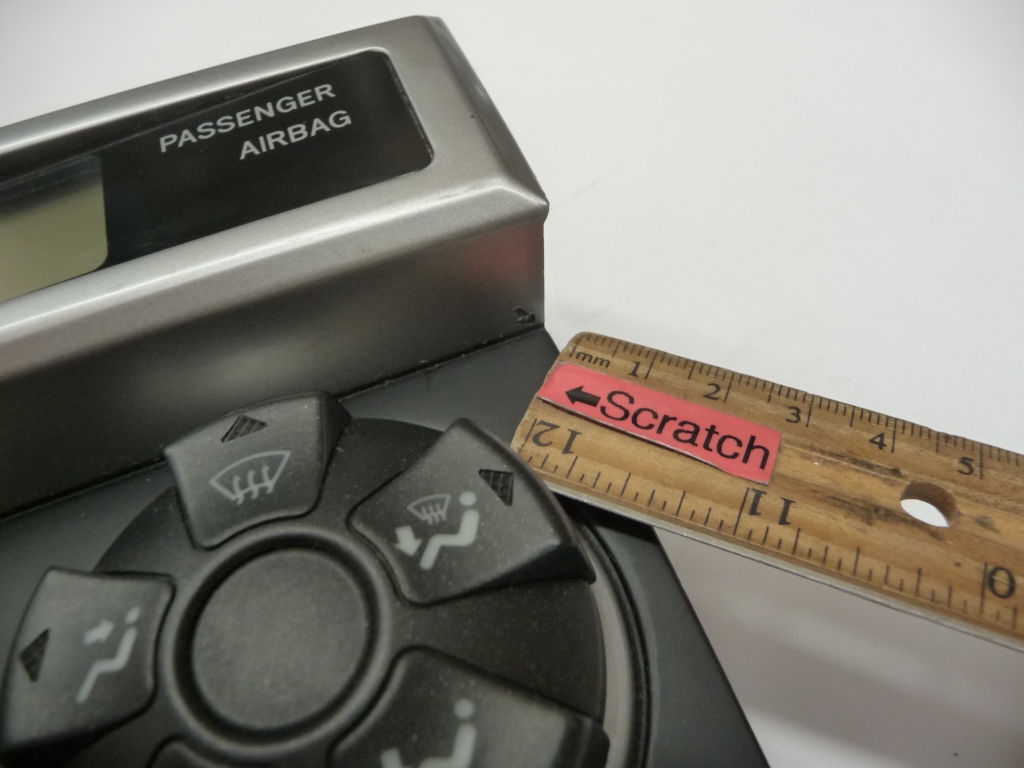 PASSENGER
AIRBAG
mm 1 2 3 4 5
Scratch
12 11 0